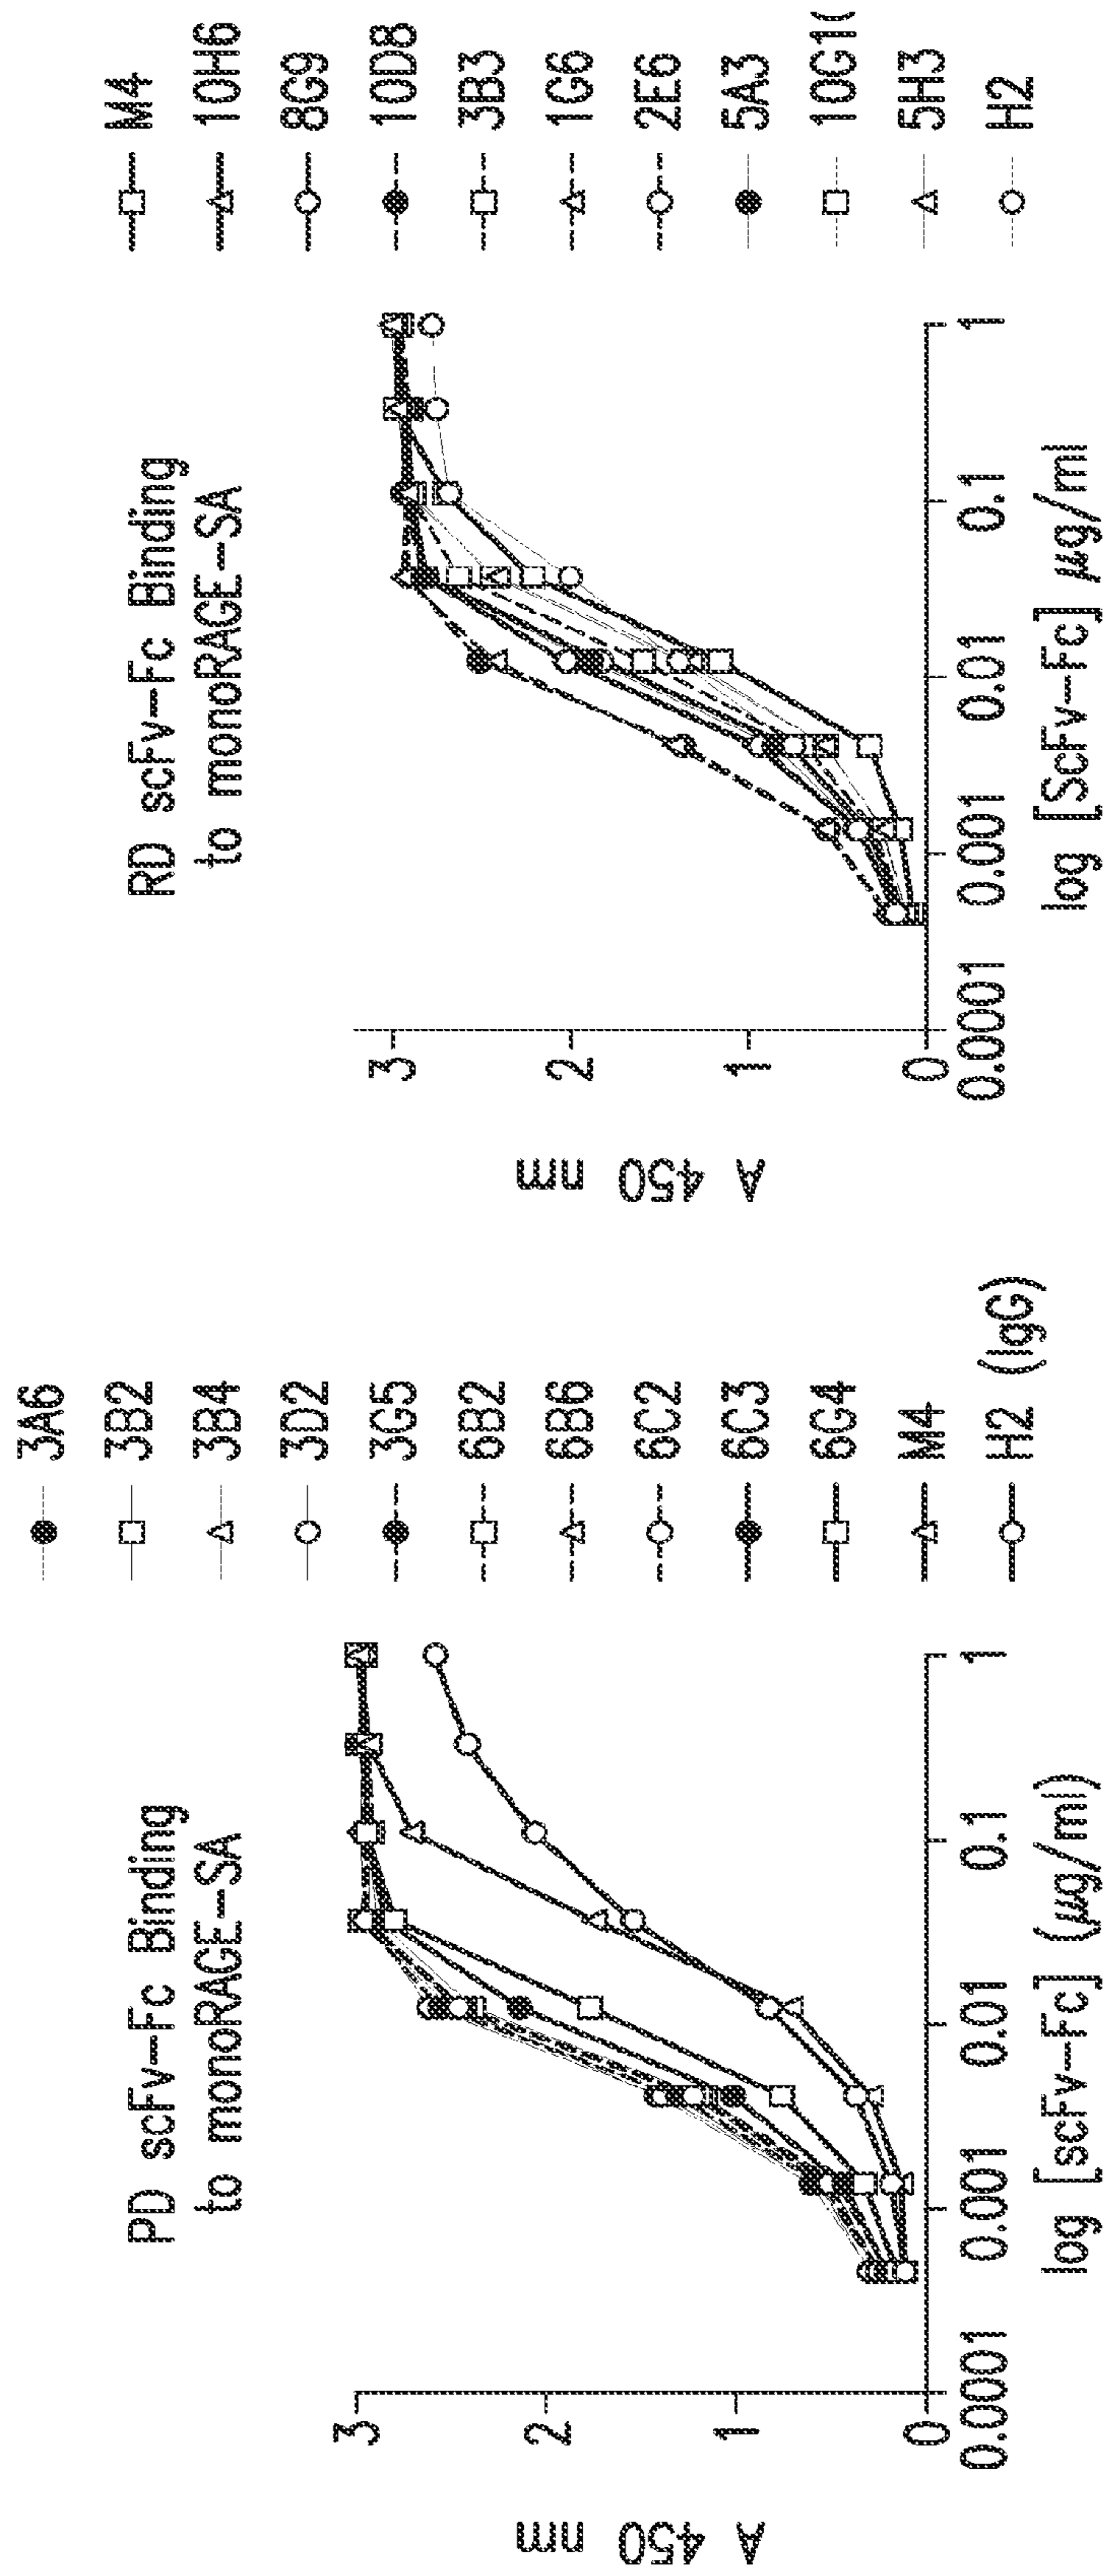 PD scFv-Fc Binding
to monoRAGE-SA
A 450 nm
3
2
1
0
0.0001
0.001
0.01
0.1
1
log [scFv-Fc] (µg/ml)
3A6
3B2
3B4
3D2
3G5
6B2
6B6
6C2
6C3
6G4
M4
H2 (IgG)
RD scFv-Fc Binding
to monoRAGE-SA
A 450 nm
3
2
1
0
0.0001
0.001
0.01
0.1
1
log [ScFv-Fc] µg/ml
M4
10H6
8G9
10D8
3B3
1G6
2E6
5A3
5H3
H2